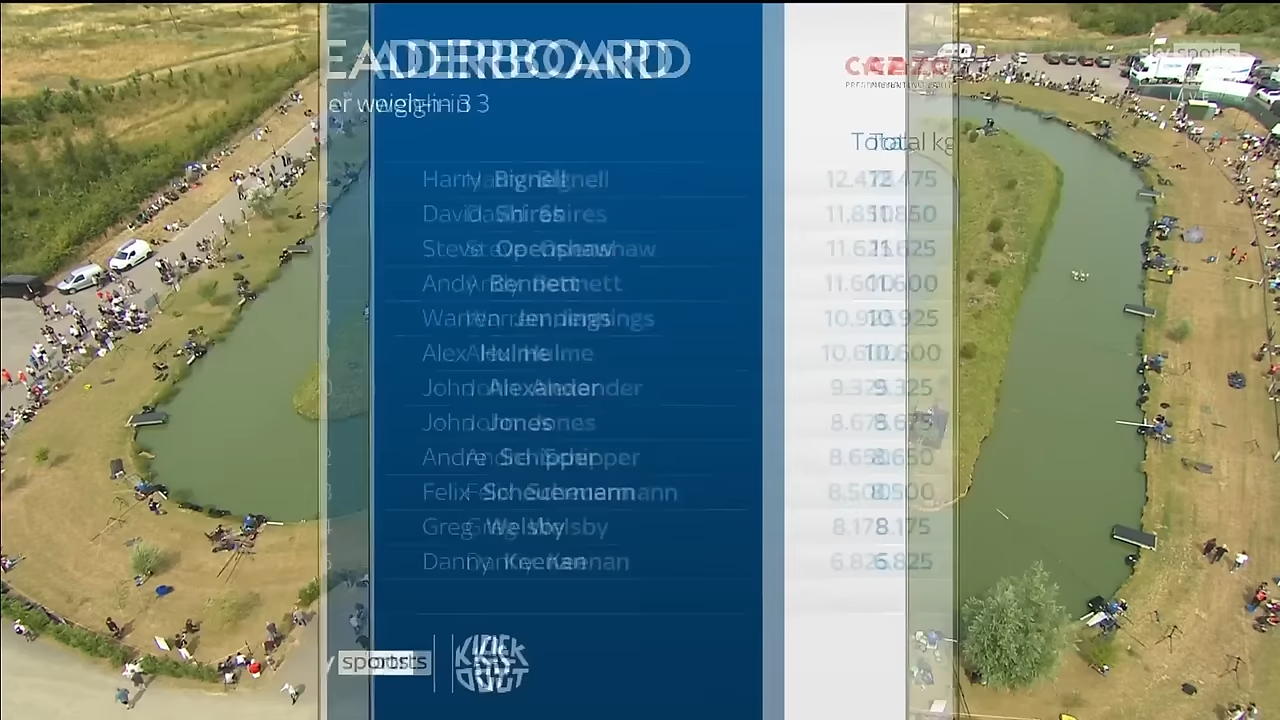 LEADERBOARD
er weigh-in 3
Total kg
Harry Bignell 12.475
David Shires 11.850
Steve Openshaw 11.625
Andy Bennett 11.600
Warren Jennings 10.925
Alex Hulme 10.600
John Alexander 9.325
John Jones 8.675
Andre Schipper 8.650
Felix Scheuermann 8.500
Greg Welsby 8.175
Danny Keenan 6.825
sky sports
sports